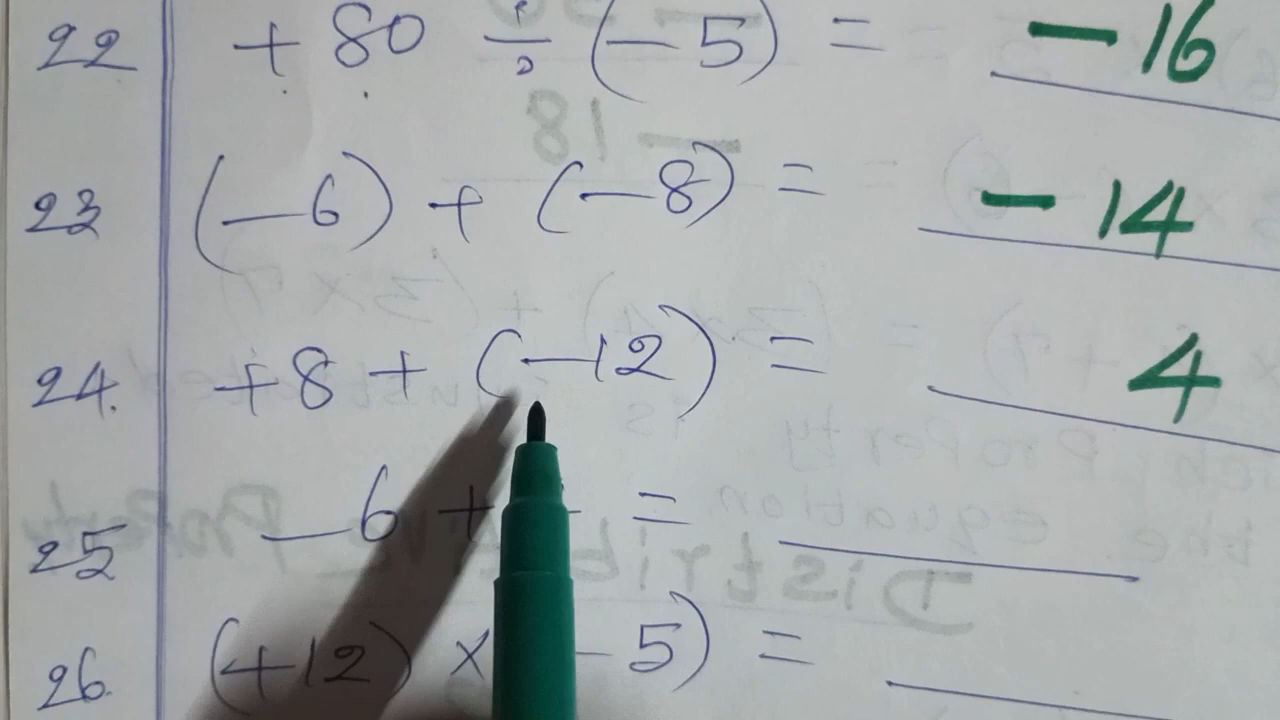 22 +80 ÷ (-5) = -16
23 (-6) + (-8) = -14
24. +8 + (-12) = 4
25 -6 + =
26. (+12) × -5) =